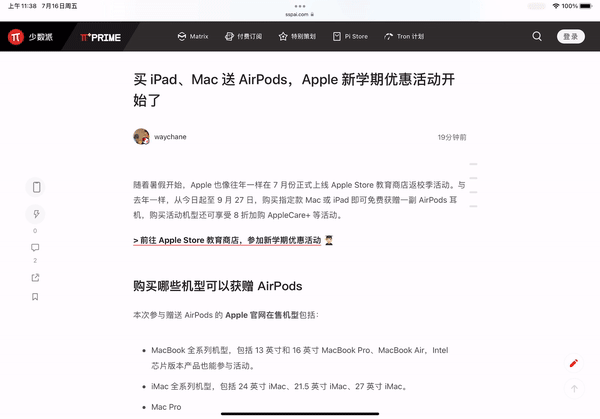 上午 11:38 7月16日周五
100%
sspai.com
少数派
π+PRIME
Matrix
付费订阅
特别策划
Pi Store
Tron 计划
登录
买 iPad、Mac 送 AirPods，Apple 新学期优惠活动开
始了
waychane
19分钟前
随着暑假开始，Apple 也像往年一样在 7 月份正式上线 Apple Store 教育商店返校季活动。与
去年一样，从今日起至 9 月 27 日，购买指定款 Mac 或 iPad 即可免费获赠一副 AirPods 耳
机，购买活动机型还可享受 8 折加购 AppleCare+ 等活动。
> 前往 Apple Store 教育商店，参加新学期优惠活动
0
2
购买哪些机型可以获赠 AirPods
本次参与赠送 AirPods 的 Apple 官网在售机型包括：
MacBook 全系列机型，包括 13 英寸和 16 英寸 MacBook Pro、MacBook Air，Intel
芯片版本产品也能参与活动。
iMac 全系列机型，包括 24 英寸 iMac、21.5 英寸 iMac、27 英寸 iMac。
Mac Pro